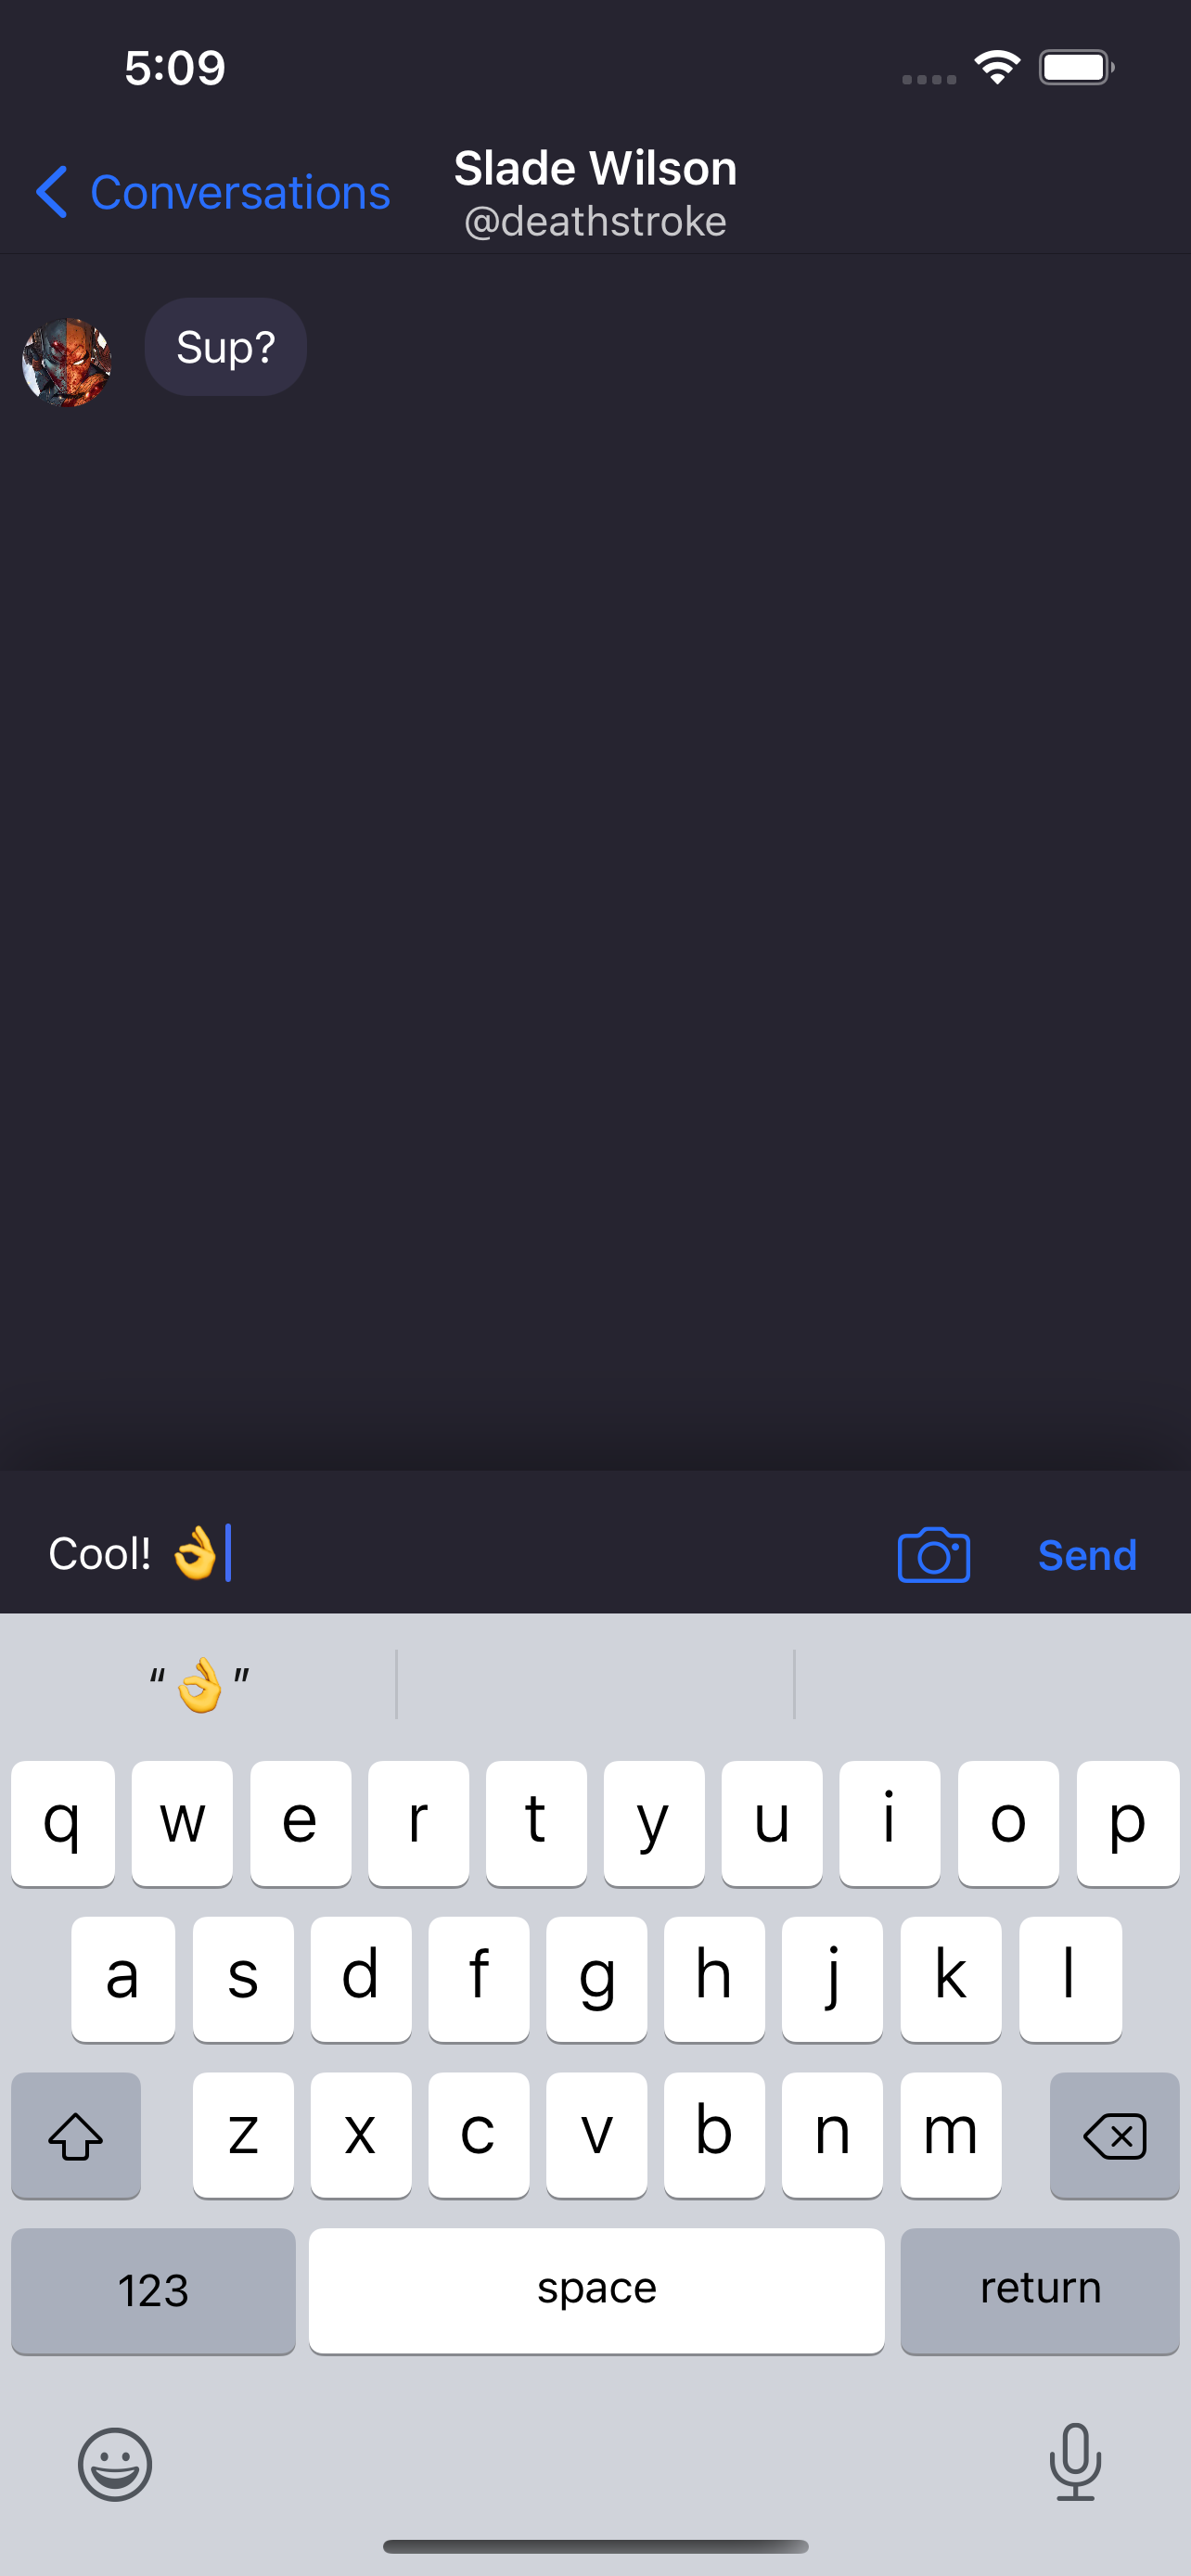 5:09
Conversations
Slade Wilson
@deathstroke
Sup?
Cool! 👌
Send
“👌”
q w e r t y u i o p
a s d f g h j k l
z x c v b n m
123
space
return